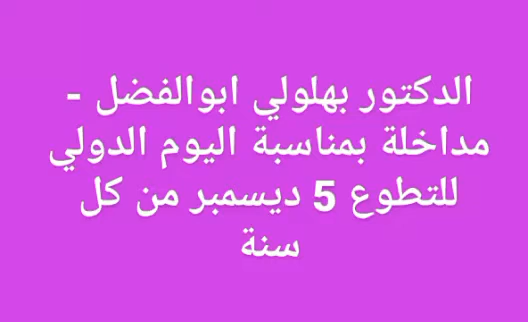 الدكتور بهلولي ابوالفضل -
مداخلة بمناسبة اليوم الدولي
للتطوع 5 ديسمبر من كل
سنة